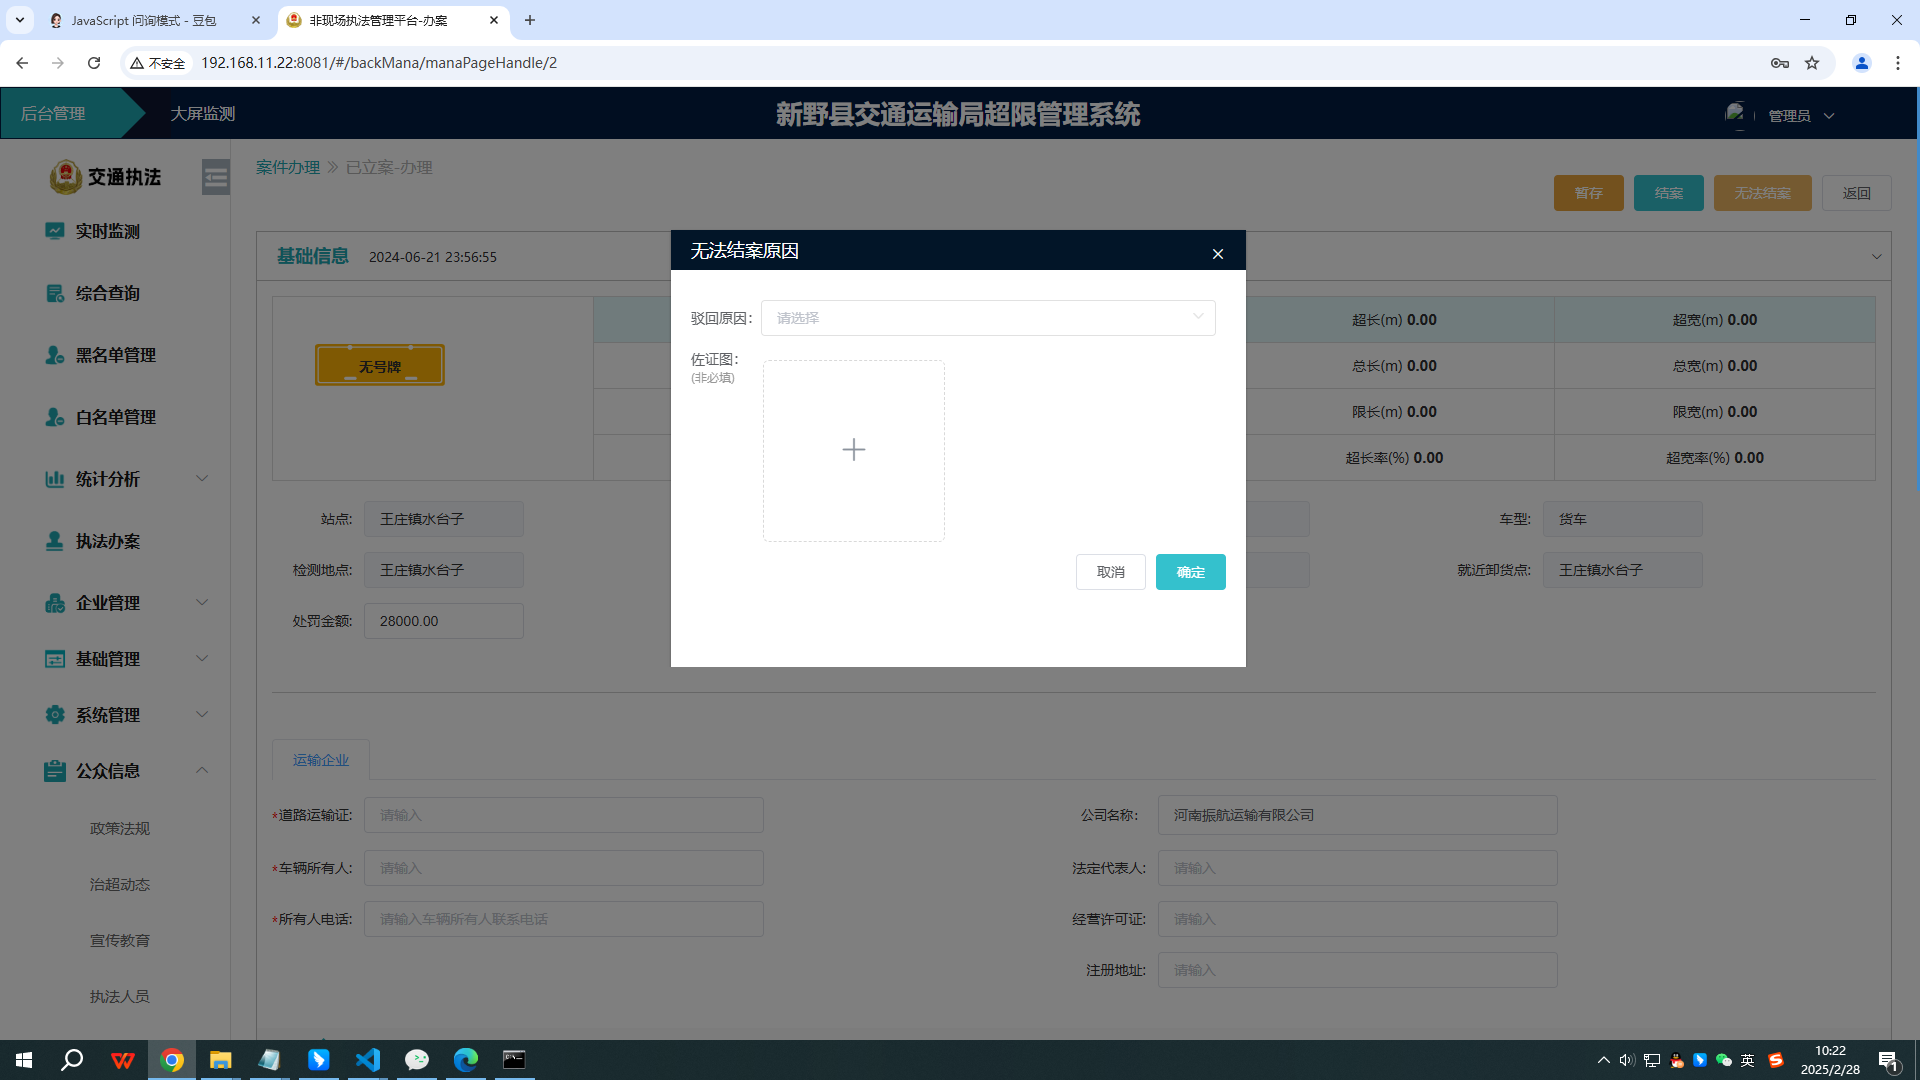 JavaScript 问询模式 - 豆包
非现场执法管理平台-办案
不安全
192.168.11.22:8081/#/backMana/manaPageHandle/2
后台管理
大屏监测
新野县交通运输局超限管理系统
管理员
交通执法
案件办理
已立案-办理
暂存
结案
无法结案
返回
实时监测
综合查询
黑名单管理
白名单管理
统计分析
执法办案
企业管理
基础管理
系统管理
公众信息
政策法规
治超动态
宣传教育
执法人员
基础信息
2024-06-21 23:56:55
无号牌
超长(m) 0.00
超宽(m) 0.00
总长(m) 0.00
总宽(m) 0.00
限长(m) 0.00
限宽(m) 0.00
超长率(%) 0.00
超宽率(%) 0.00
无法结案原因
驳回原因:
请选择
佐证图:
(非必填)
取消
确定
站点:
王庄镇水台子
车型:
货车
检测地点:
王庄镇水台子
就近卸货点:
王庄镇水台子
处罚金额:
28000.00
运输企业
*道路运输证:
请输入
公司名称:
河南振航运输有限公司
*车辆所有人:
请输入
法定代表人:
请输入
*所有人电话:
请输入车辆所有人联系电话
经营许可证:
请输入
注册地址:
请输入
英
10:22
2025/2/28
1